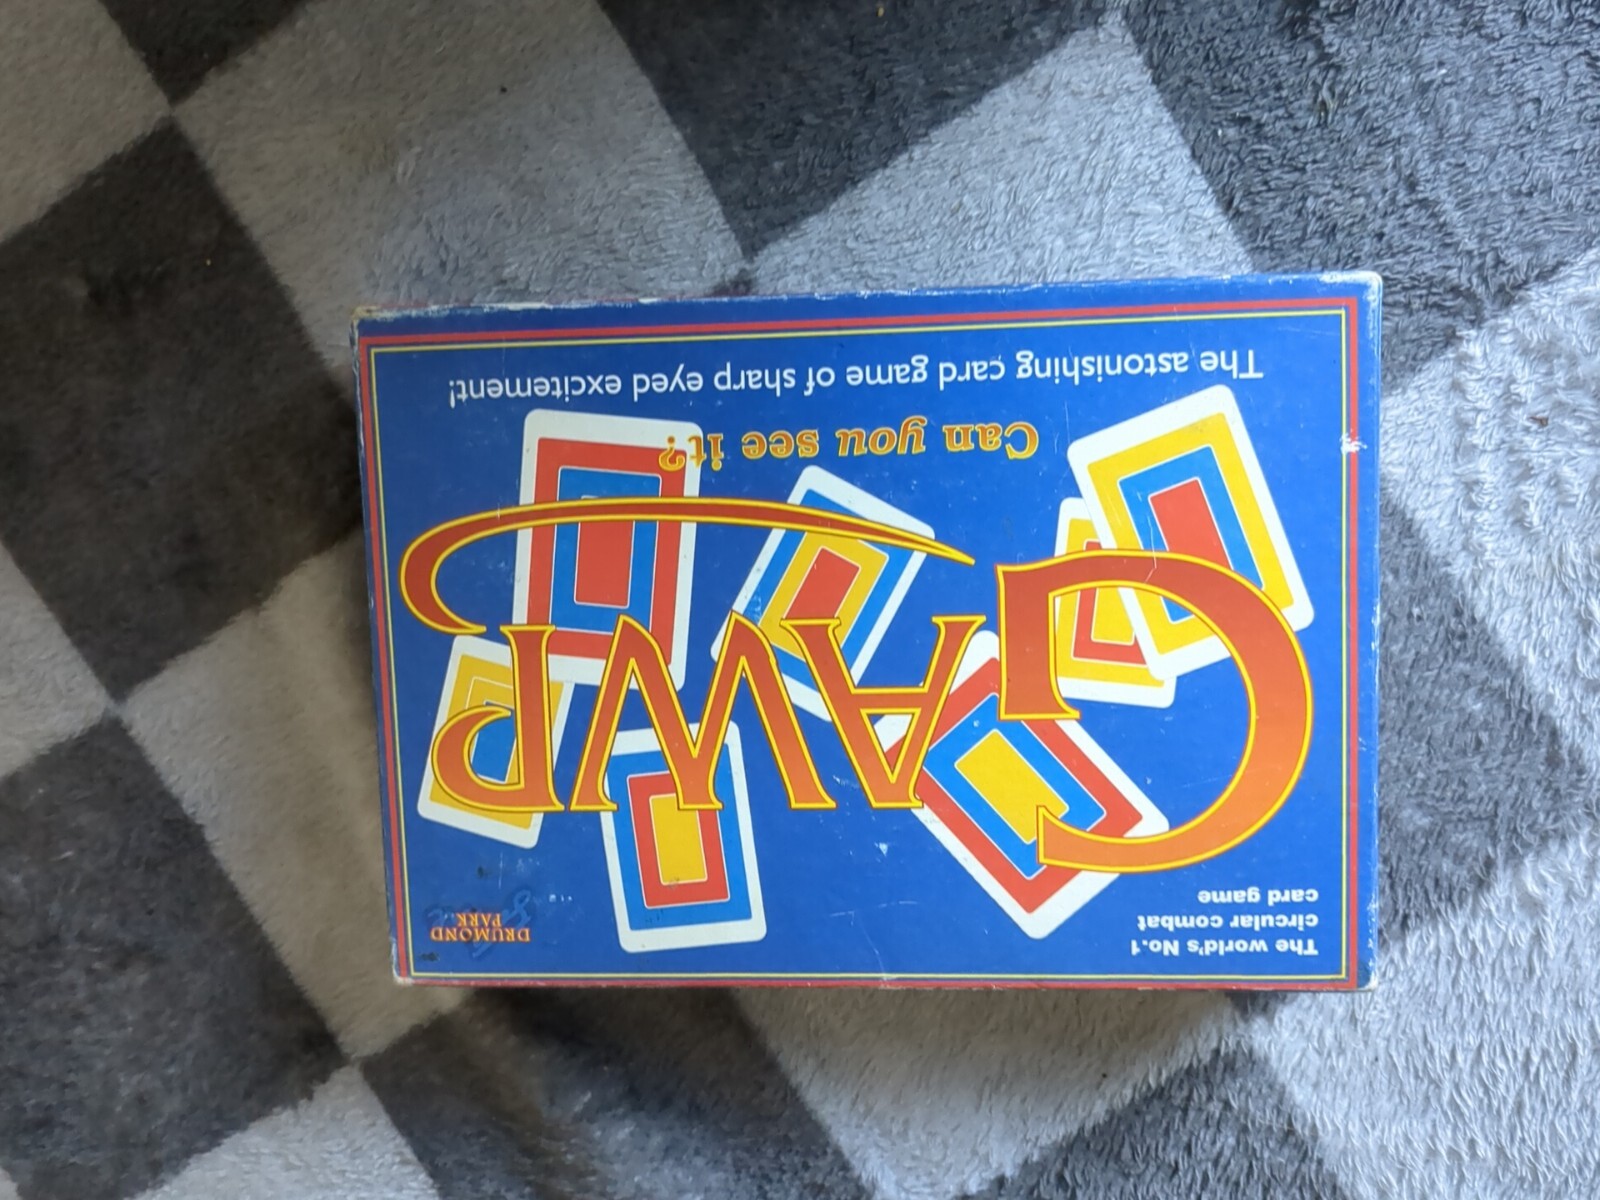 The world's No.1
circular combat
card game
DRUMOND
PARK
GAWP
Can you see it?
The astonishing card game of sharp eyed excitement!